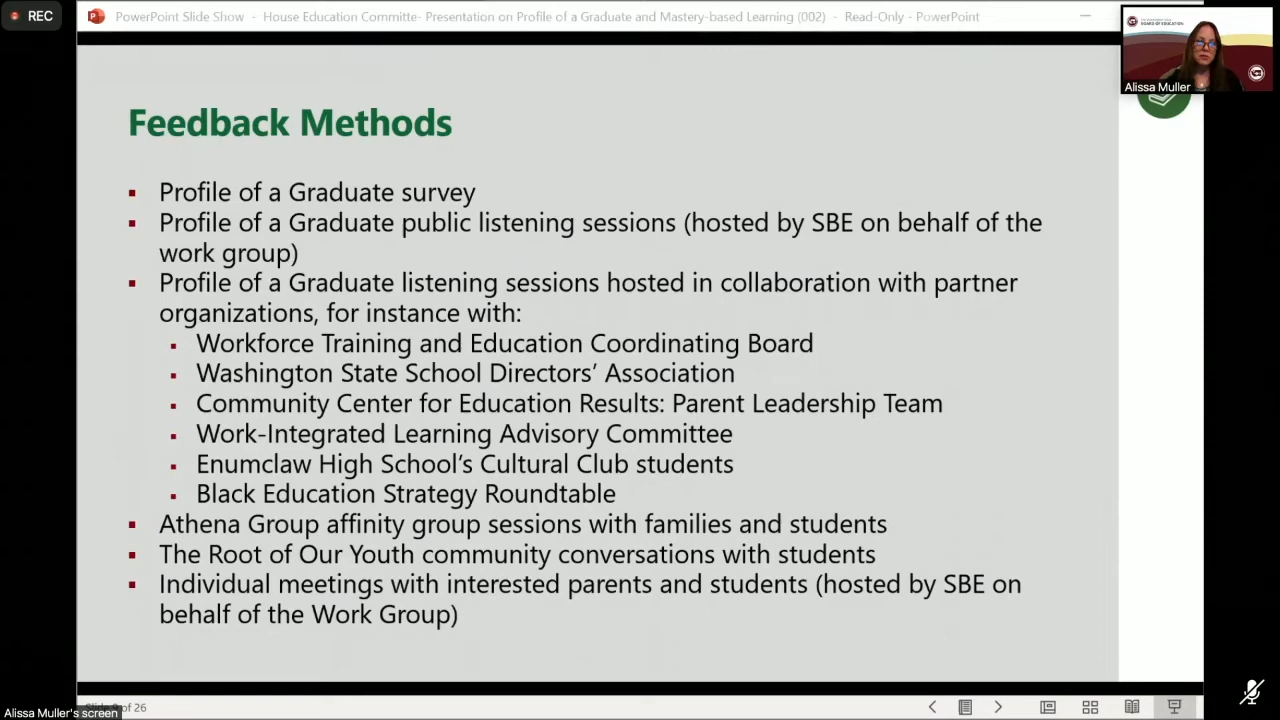 REC
PowerPoint Slide Show - House Education Committe- Presentation on Profile of a Graduate and Mastery-based Learning (002) - Read-Only - PowerPoint
BOARD OF EDUCATION
Alissa Muller
Feedback Methods
▪ Profile of a Graduate survey
▪ Profile of a Graduate public listening sessions (hosted by SBE on behalf of the
work group)
▪ Profile of a Graduate listening sessions hosted in collaboration with partner
organizations, for instance with:
▪ Workforce Training and Education Coordinating Board
▪ Washington State School Directors’ Association
▪ Community Center for Education Results: Parent Leadership Team
▪ Work-Integrated Learning Advisory Committee
▪ Enumclaw High School’s Cultural Club students
▪ Black Education Strategy Roundtable
▪ Athena Group affinity group sessions with families and students
▪ The Root of Our Youth community conversations with students
▪ Individual meetings with interested parents and students (hosted by SBE on
behalf of the Work Group)
Slide of 26
Alissa Muller's screen